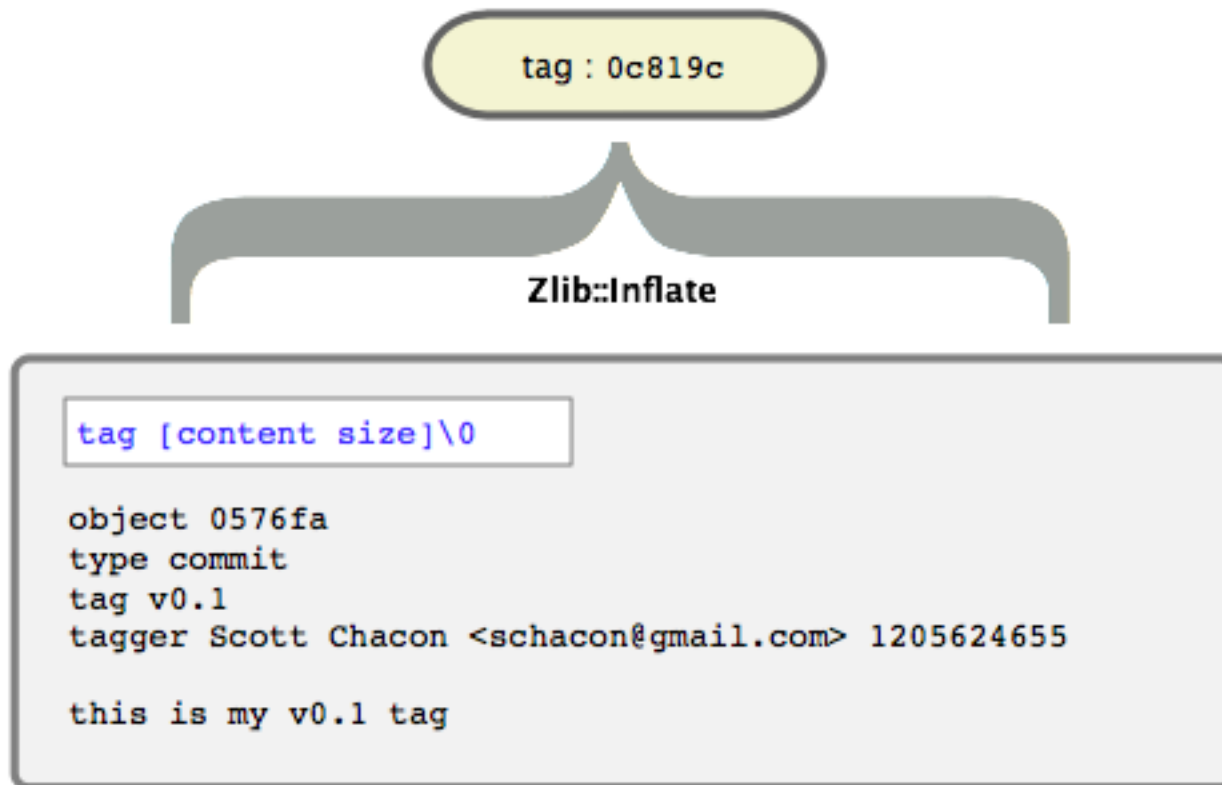 tag : 0c819c
Zlib::Inflate
tag [content size]\0
object 0576fa
type commit
tag v0.1
tagger Scott Chacon <schacon@gmail.com> 1205624655
this is my v0.1 tag